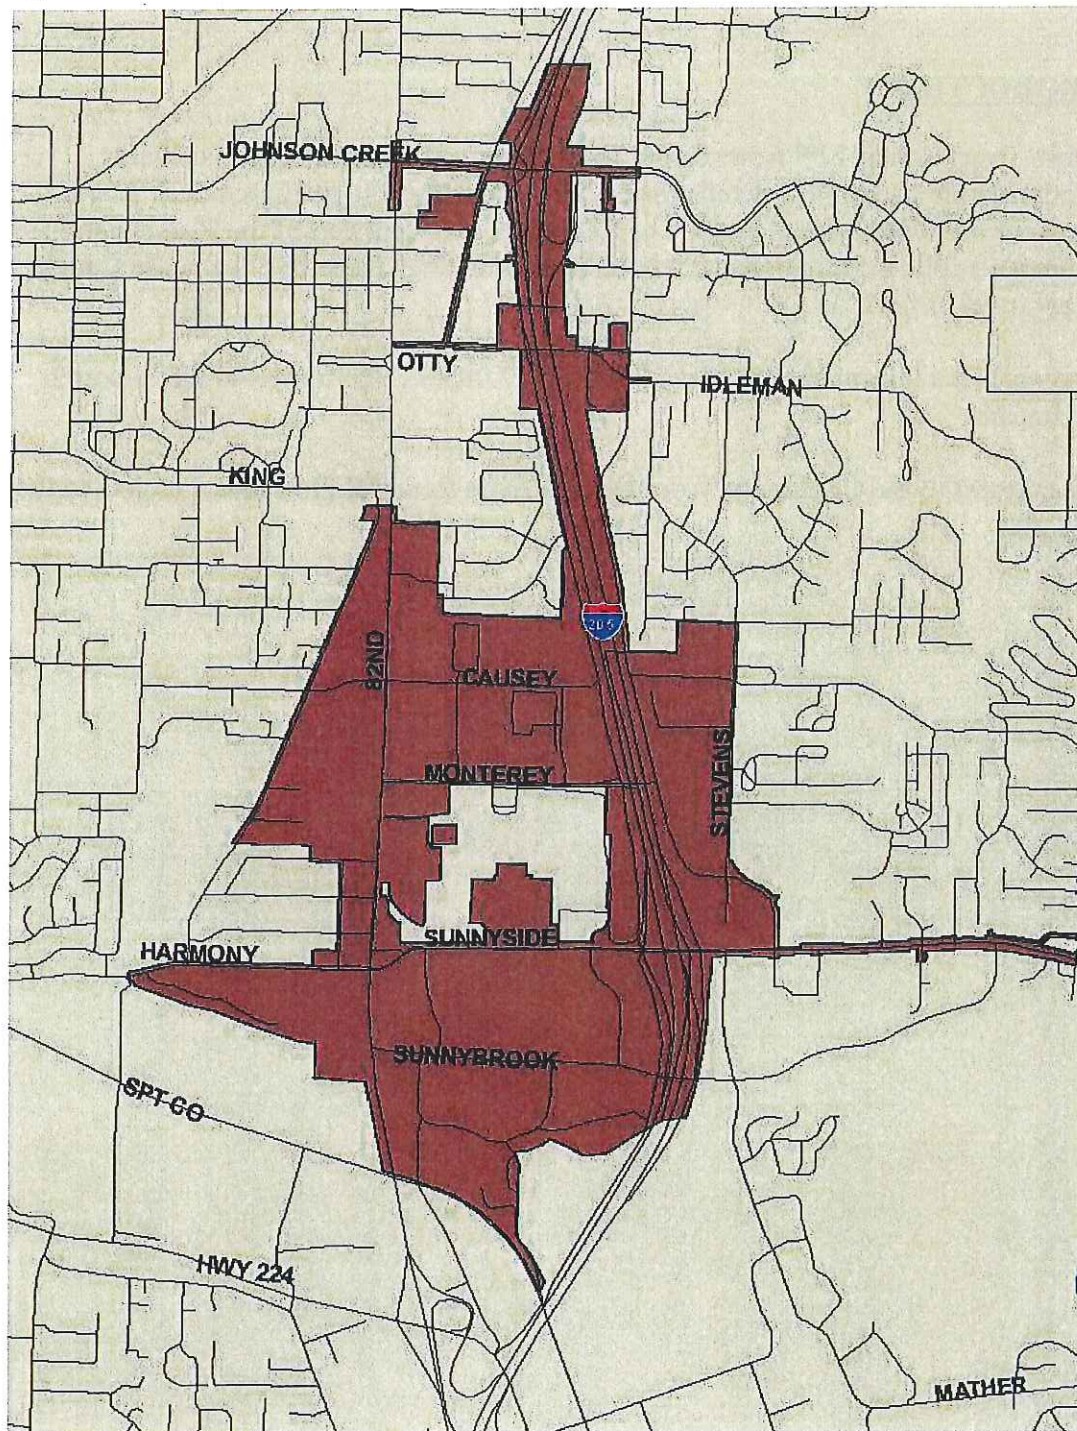 JOHNSON CREEK
OTTY
IDLEMAN
KING
205
82ND
CAUSEY
MONTEREY
STEVENS
SUNNYSIDE
HARMONY
SUNNYBROOK
SPT CO
HWY 224
MATHER